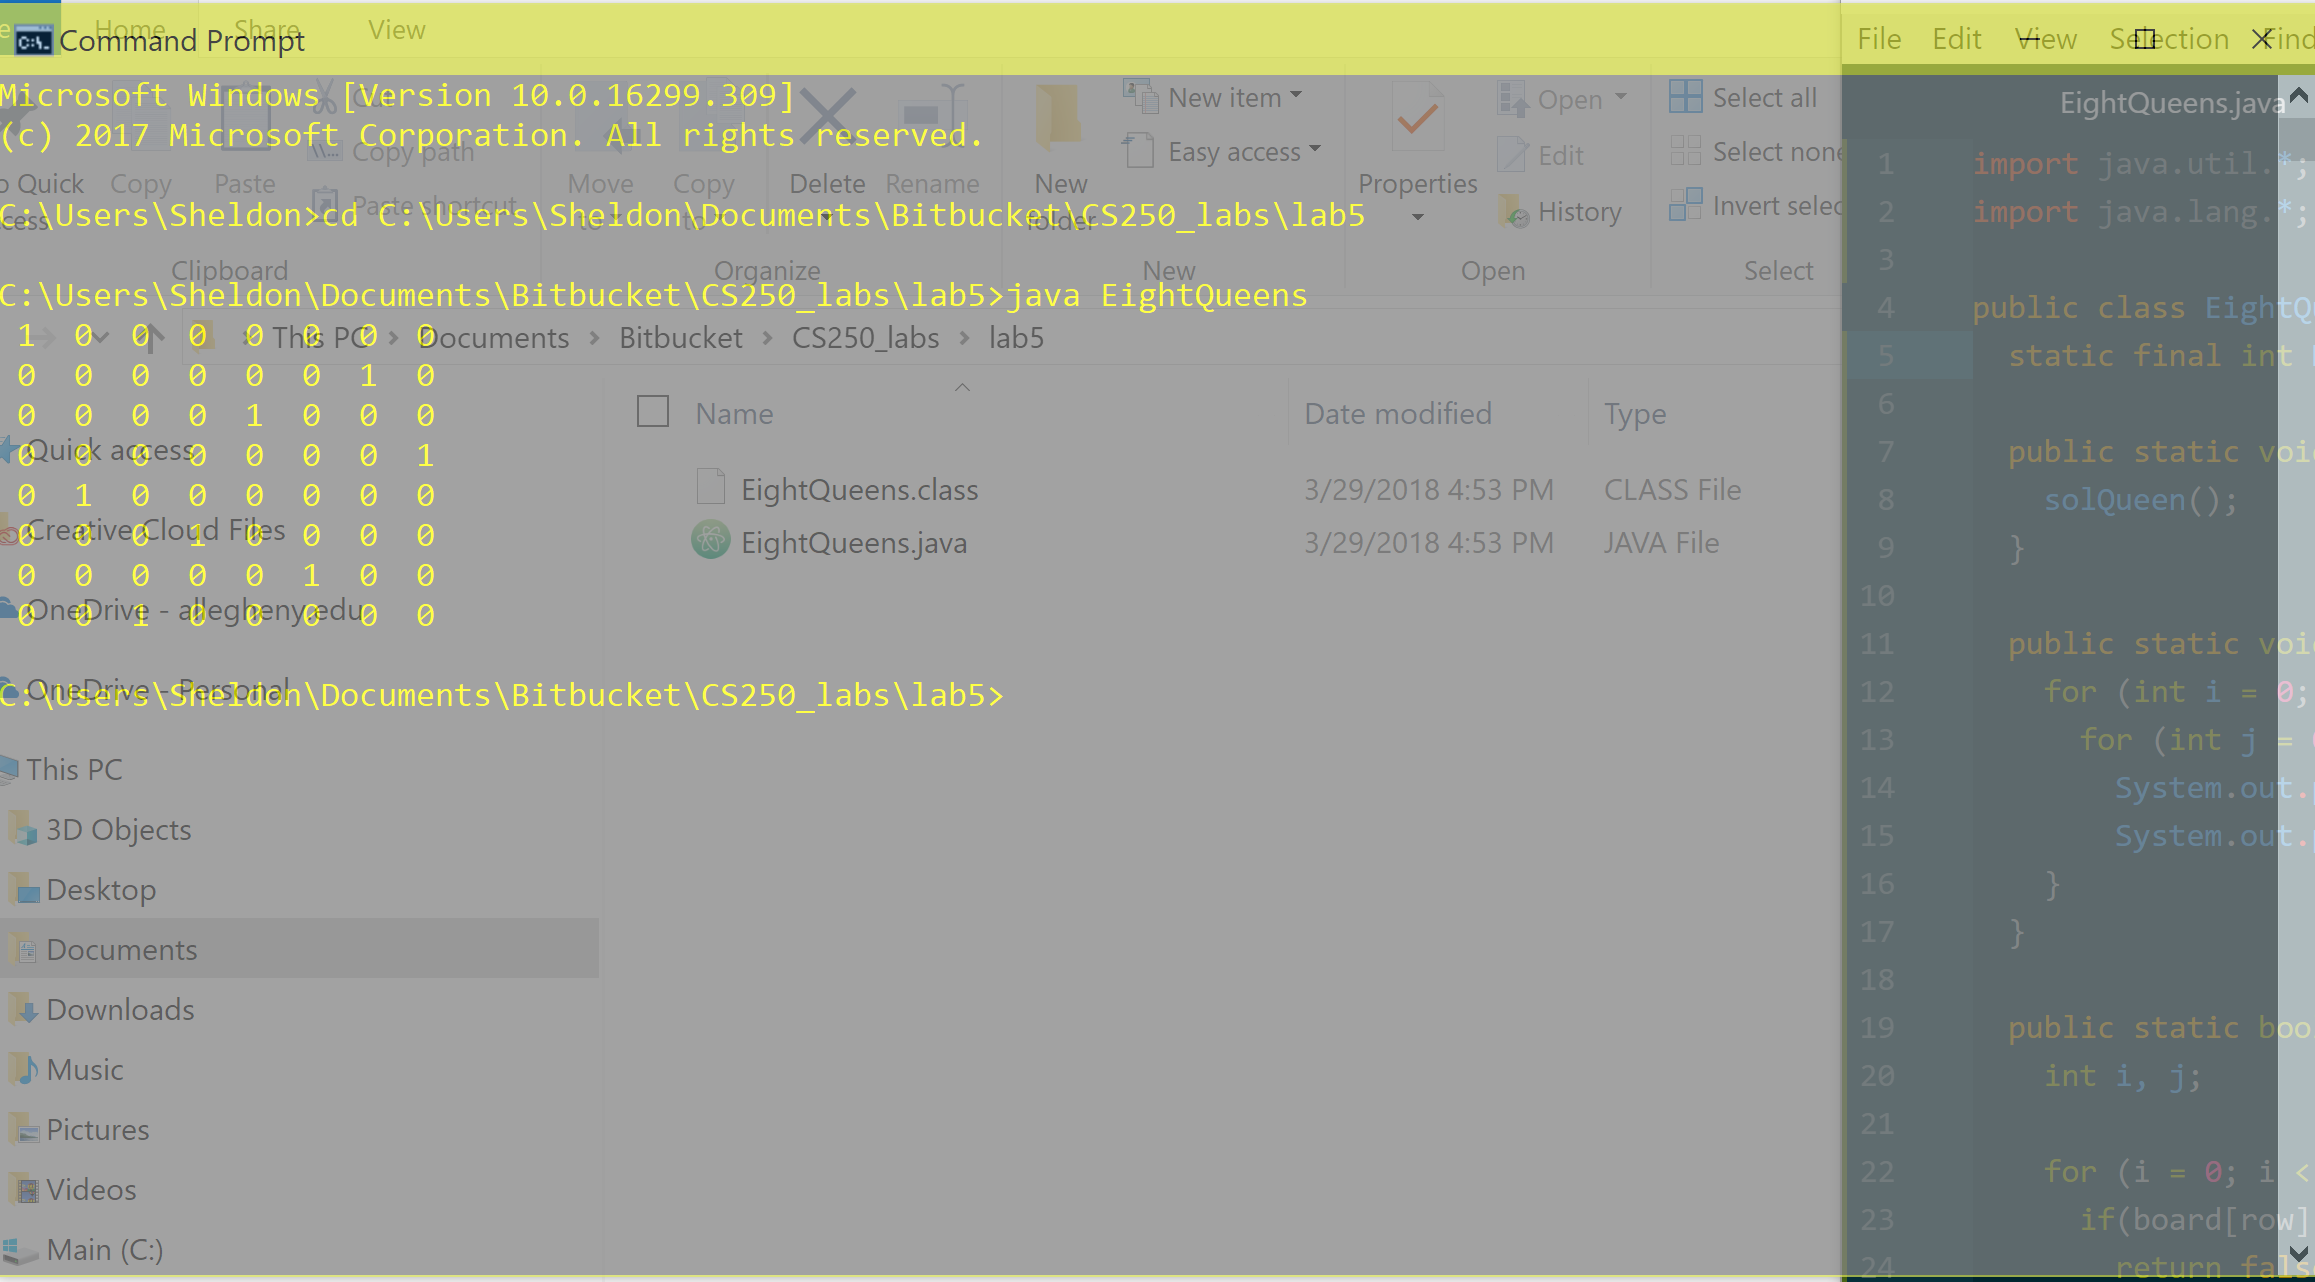 Home Share View
Command Prompt
Microsoft Windows [Version 10.0.16299.309]
(c) 2017 Microsoft Corporation. All rights reserved.
C:\Users\Sheldon>cd C:\Users\Sheldon\Documents\Bitbucket\CS250_labs\lab5
C:\Users\Sheldon\Documents\Bitbucket\CS250_labs\lab5>java EightQueens
1 0 0 0 0 0 0 0
0 0 0 0 0 0 1 0
0 0 0 0 1 0 0 0
0 0 0 0 0 0 0 1
0 1 0 0 0 0 0 0
0 0 0 1 0 0 0 0
0 0 0 0 0 1 0 0
0 0 1 0 0 0 0 0
C:\Users\Sheldon\Documents\Bitbucket\CS250_labs\lab5>
Cut
Copy path
Paste shortcut
Quick
Copy
Paste
Clipboard
Move to
Copy to
Delete
Rename
Organize
New item
Easy access
New folder
New
Properties
Open
Edit
History
Open
Select all
Select none
Invert selec
Select
This PC > Documents > Bitbucket > CS250_labs > lab5
Name Date modified Type
EightQueens.class 3/29/2018 4:53 PM CLASS File
EightQueens.java 3/29/2018 4:53 PM JAVA File
Quick access
Creative Cloud Files
OneDrive - allegheny.edu
OneDrive - Personal
This PC
3D Objects
Desktop
Documents
Downloads
Music
Pictures
Videos
Main (C:)
File Edit View Selection Find
EightQueens.java
1 import java.util.*;
2 import java.lang.*;
3
4 public class EightQ
5 static final int
6
7 public static voi
8 solQueen();
9 }
10
11 public static voi
12 for (int i = 0;
13 for (int j =
14 System.out.
15 System.out.
16 }
17 }
18
19 public static boo
20 int i, j;
21
22 for (i = 0; i <
23 if(board[row]
24 return fals